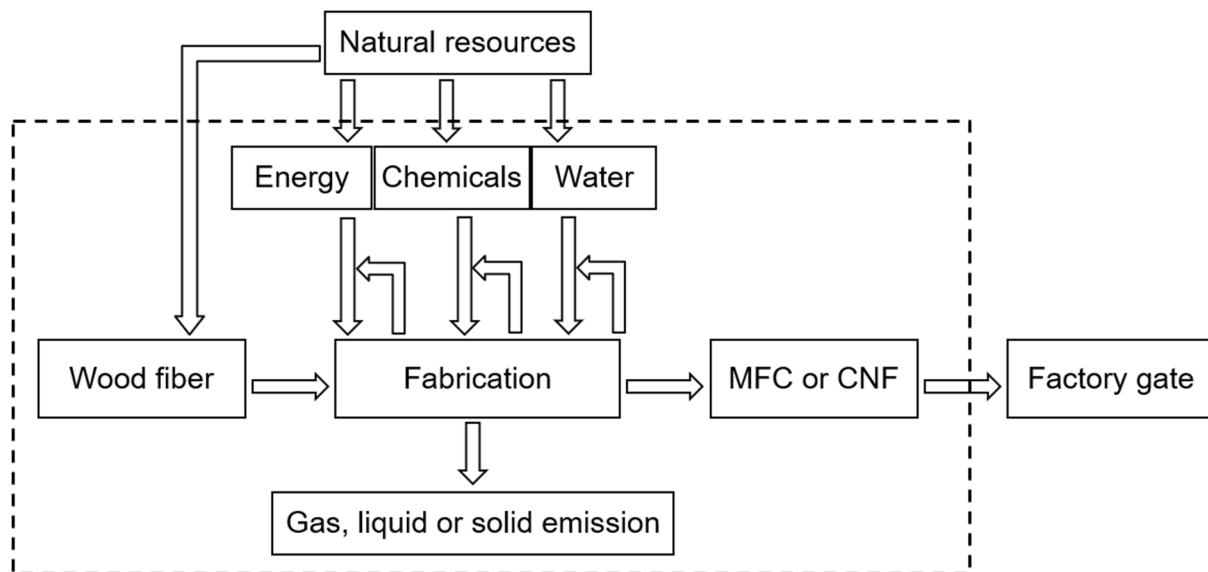 Natural resources
Energy
Chemicals
Water
Wood fiber
Fabrication
MFC or CNF
Factory gate
Gas, liquid or solid emission